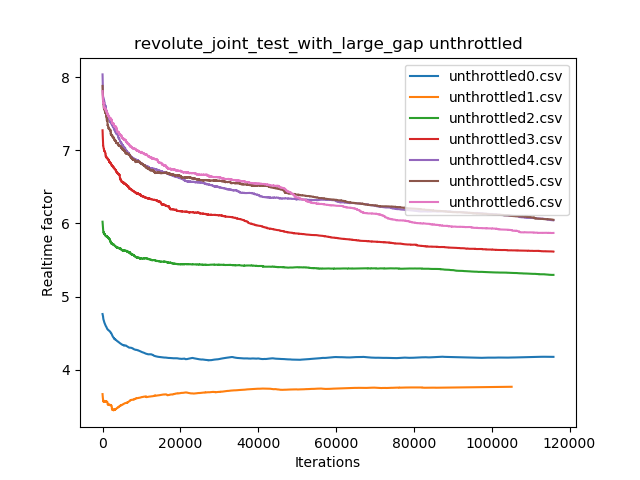 revolute_joint_test_with_large_gap unthrottled
8
7
6
5
4
Realtime factor
unthrottled0.csv
unthrottled1.csv
unthrottled2.csv
unthrottled3.csv
unthrottled4.csv
unthrottled5.csv
unthrottled6.csv
0 20000 40000 60000 80000 100000 120000
Iterations